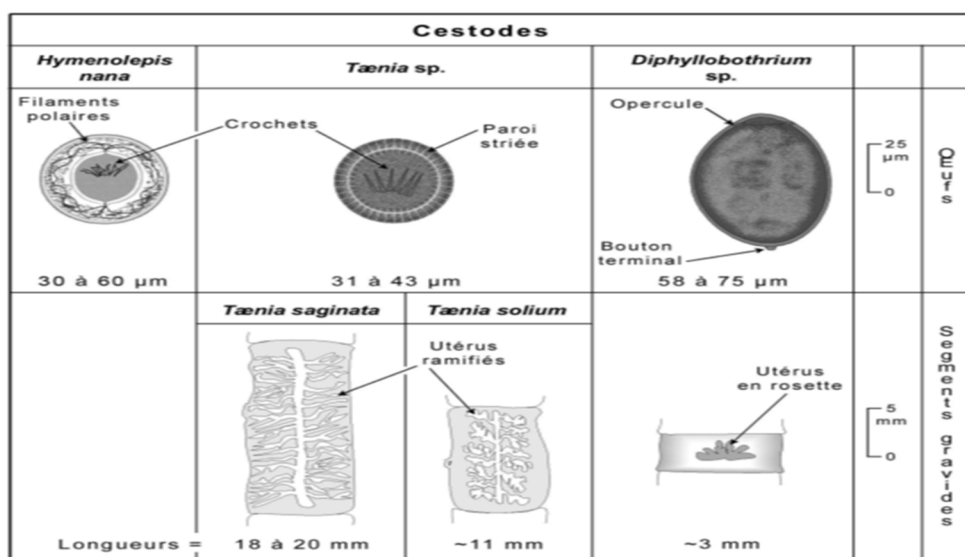 Cestodes
Hymenolepis
nana
Tænia sp.
Diphyllobothrium
sp.
Filaments
polaires
Crochets
Paroi
striée
Opercule
Bouton
terminal
25
µm
0
Œufs
30 à 60 µm
31 à 43 µm
58 à 75 µm
Tænia saginata
Tænia solium
Utérus
ramifiés
Utérus
en rosette
5
mm
0
Segments gravides
Longueurs =
18 à 20 mm
~11 mm
~3 mm